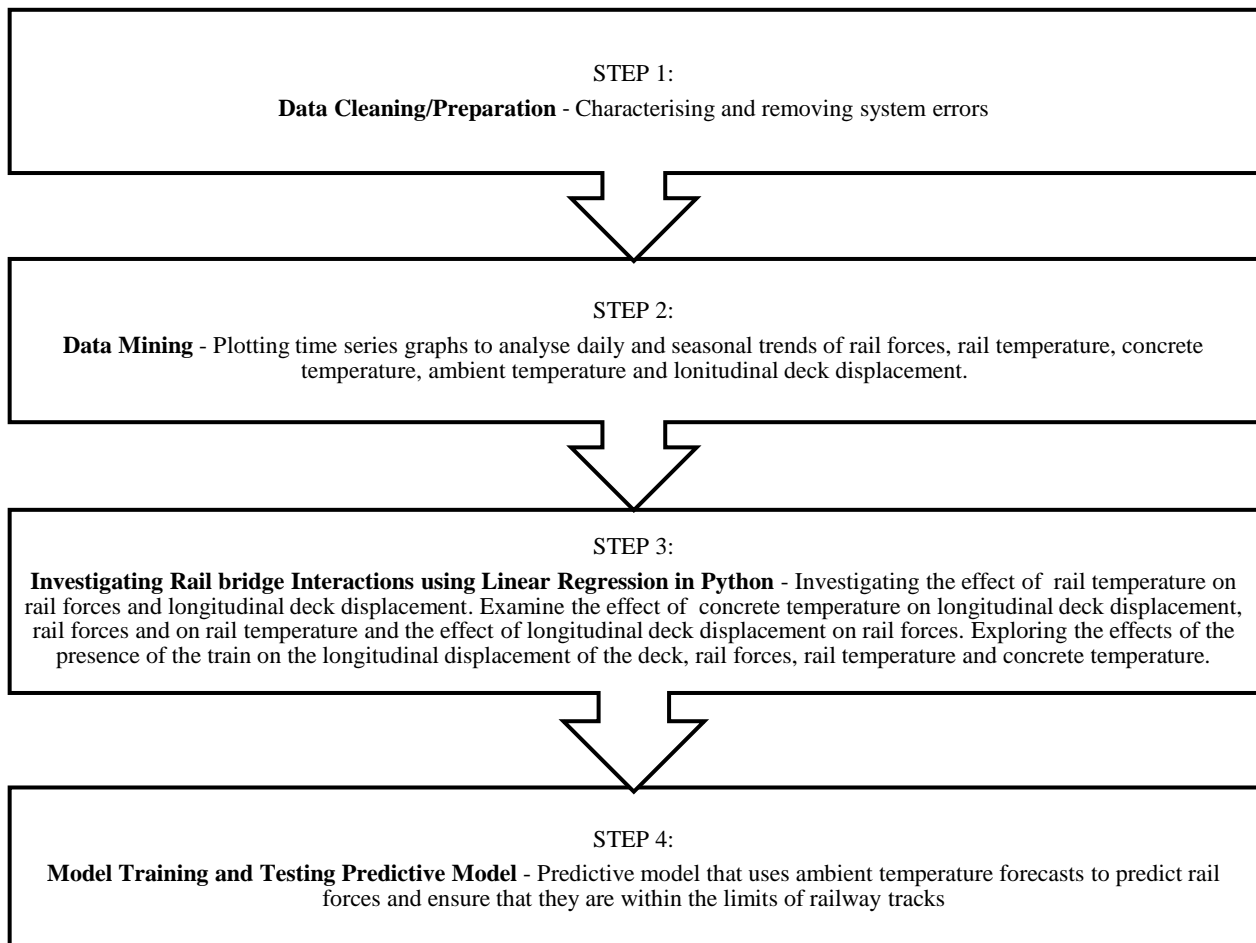 STEP 1:
Data Cleaning/Preparation - Characterising and removing system errors
STEP 2:
Data Mining - Plotting time series graphs to analyse daily and seasonal trends of rail forces, rail temperature, concrete
temperature, ambient temperature and lonitudinal deck displacement.
STEP 3:
Investigating Rail bridge Interactions using Linear Regression in Python - Investigating the effect of rail temperature on
rail forces and longitudinal deck displacement. Examine the effect of concrete temperature on longitudinal deck displacement,
rail forces and on rail temperature and the effect of longitudinal deck displacement on rail forces. Exploring the effects of the
presence of the train on the longitudinal displacement of the deck, rail forces, rail temperature and concrete temperature.
STEP 4:
Model Training and Testing Predictive Model - Predictive model that uses ambient temperature forecasts to predict rail
forces and ensure that they are within the limits of railway tracks